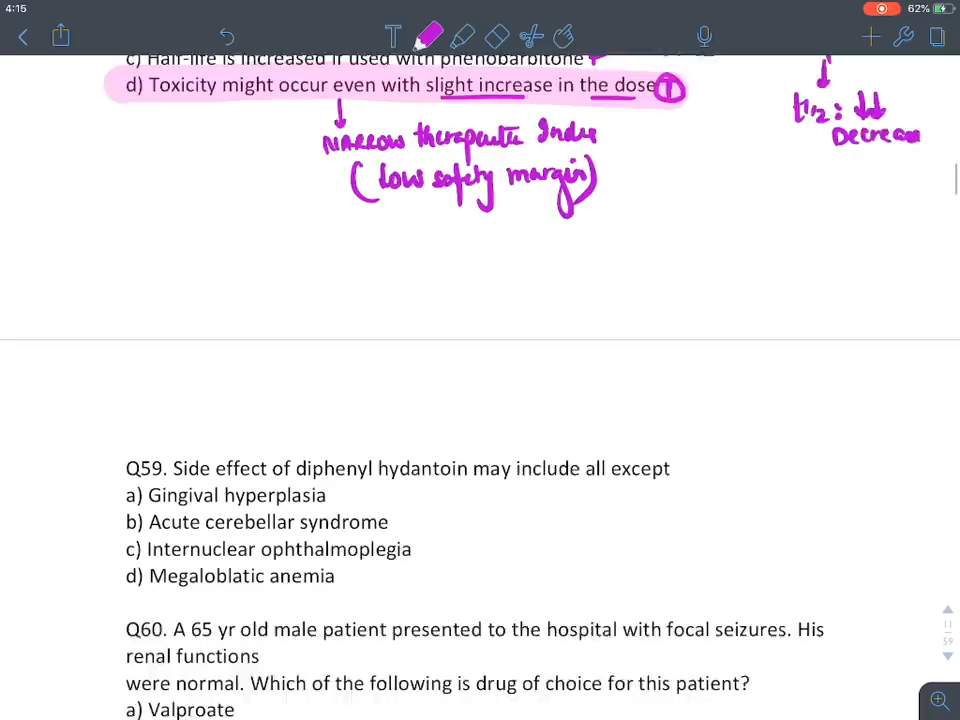 4:15
62%
T
c) Half-life is increased if used with phenobarbitone F
d) Toxicity might occur even with slight increase in the dose T
t1/2: ↓↓
Decrease
NARROW therapeutic Index
(Low safety margin)
Q59. Side effect of diphenyl hydantoin may include all except
a) Gingival hyperplasia
b) Acute cerebellar syndrome
c) Internuclear ophthalmoplegia
d) Megaloblatic anemia
Q60. A 65 yr old male patient presented to the hospital with focal seizures. His
renal functions
were normal. Which of the following is drug of choice for this patient?
a) Valproate
11
59